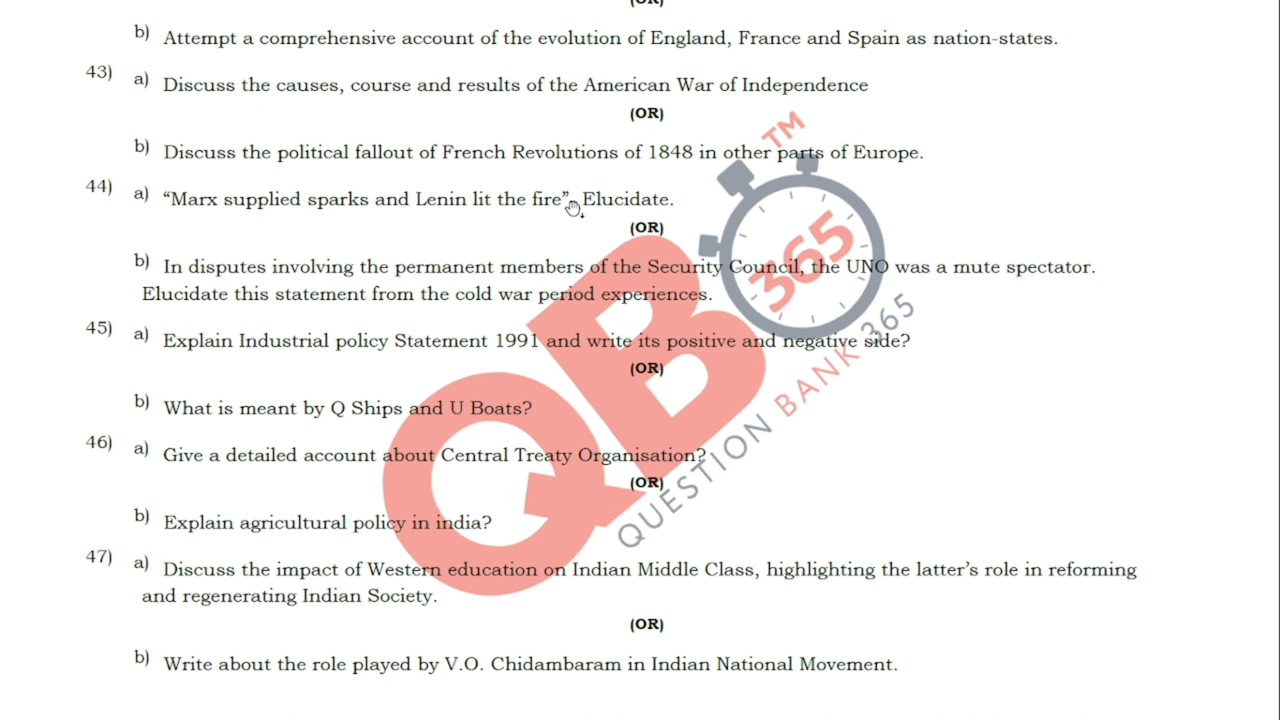 (OR)
b) Attempt a comprehensive account of the evolution of England, France and Spain as nation-states.
43) a) Discuss the causes, course and results of the American War of Independence
(OR)
b) Discuss the political fallout of French Revolutions of 1848 in other parts of Europe.
44) a) “Marx supplied sparks and Lenin lit the fire” Elucidate.
(OR)
b) In disputes involving the permanent members of the Security Council, the UNO was a mute spectator.
Elucidate this statement from the cold war period experiences.
45) a) Explain Industrial policy Statement 1991 and write its positive and negative side?
(OR)
b) What is meant by Q Ships and U Boats?
46) a) Give a detailed account about Central Treaty Organisation?
(OR)
b) Explain agricultural policy in india?
47) a) Discuss the impact of Western education on Indian Middle Class, highlighting the latter’s role in reforming
and regenerating Indian Society.
(OR)
b) Write about the role played by V.O. Chidambaram in Indian National Movement.
QB
365
TM
QUESTION BANK 365